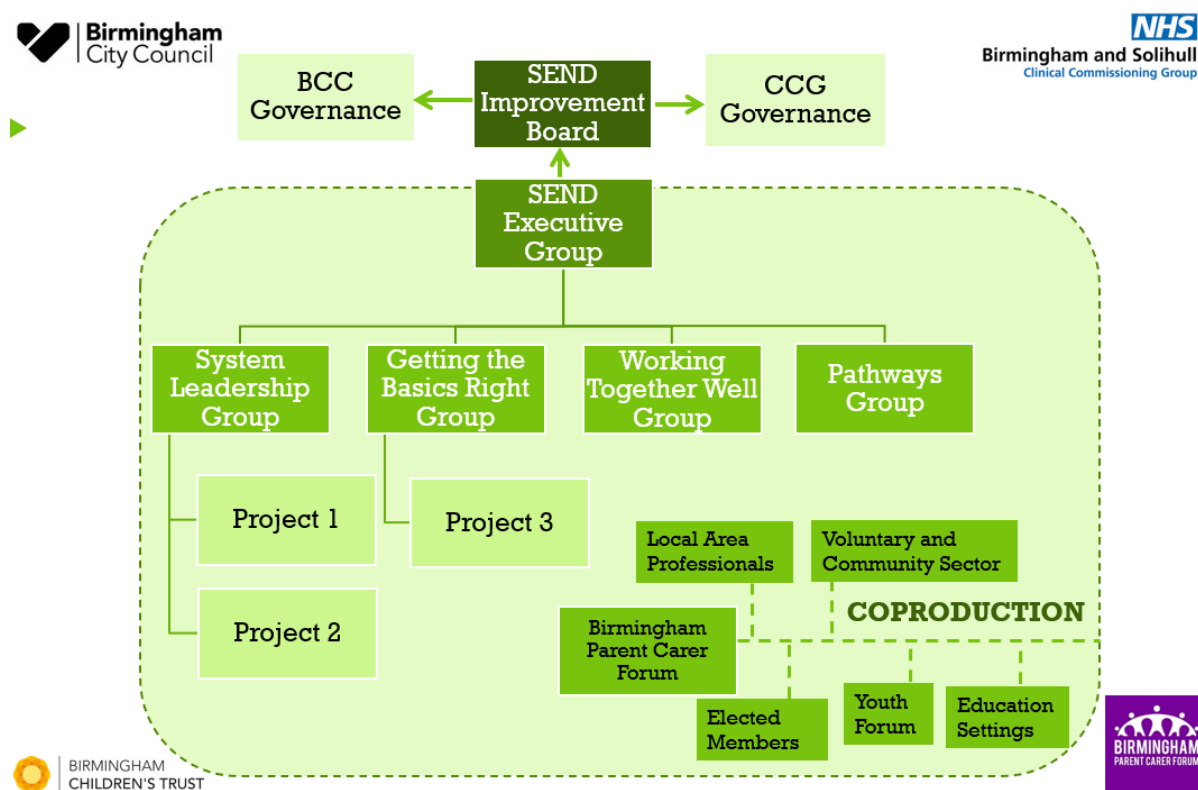 Birmingham
City Council
NHS
Birmingham and Solihull
Clinical Commissioning Group
BCC
Governance
SEND
Improvement
Board
CCG
Governance
SEND
Executive
Group
System
Leadership
Group
Getting the
Basics Right
Group
Working
Together Well
Group
Pathways
Group
Project 1
Project 3
Project 2
Local Area
Professionals
Voluntary and
Community Sector
COPRODUCTION
Birmingham
Parent Carer
Forum
Elected
Members
Youth
Forum
Education
Settings
BIRMINGHAM
CHILDREN'S TRUST
BIRMINGHAM
PARENT CARER FORUM